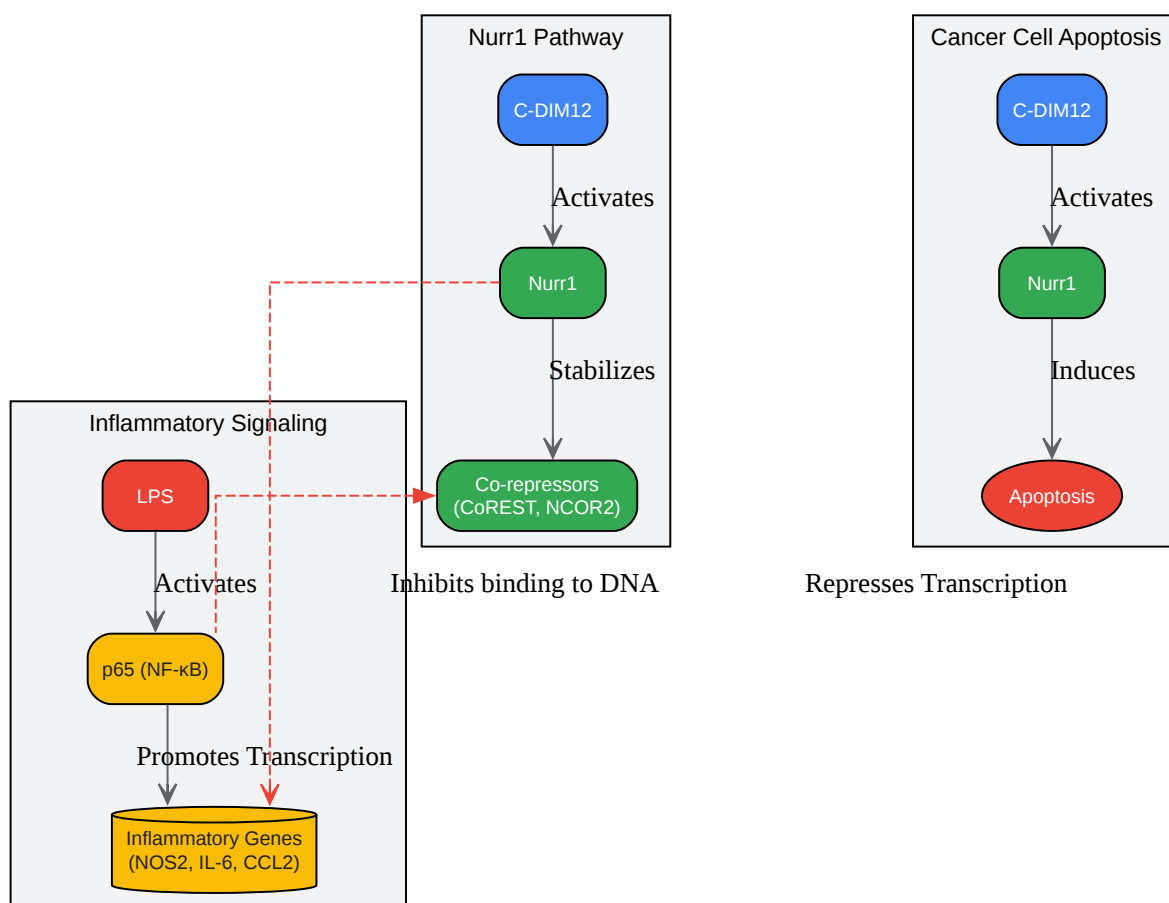 Nurr1 Pathway
C-DIM12
Activates
Nurr1
Stabilizes
Co-repressors
(CoREST, NCOR2)
Cancer Cell Apoptosis
C-DIM12
Activates
Nurr1
Induces
Apoptosis
Inflammatory Signaling
LPS
Activates
p65 (NF-κB)
Promotes Transcription
Inflammatory Genes
(NOS2, IL-6, CCL2)
Inhibits binding to DNA
Represses Transcription